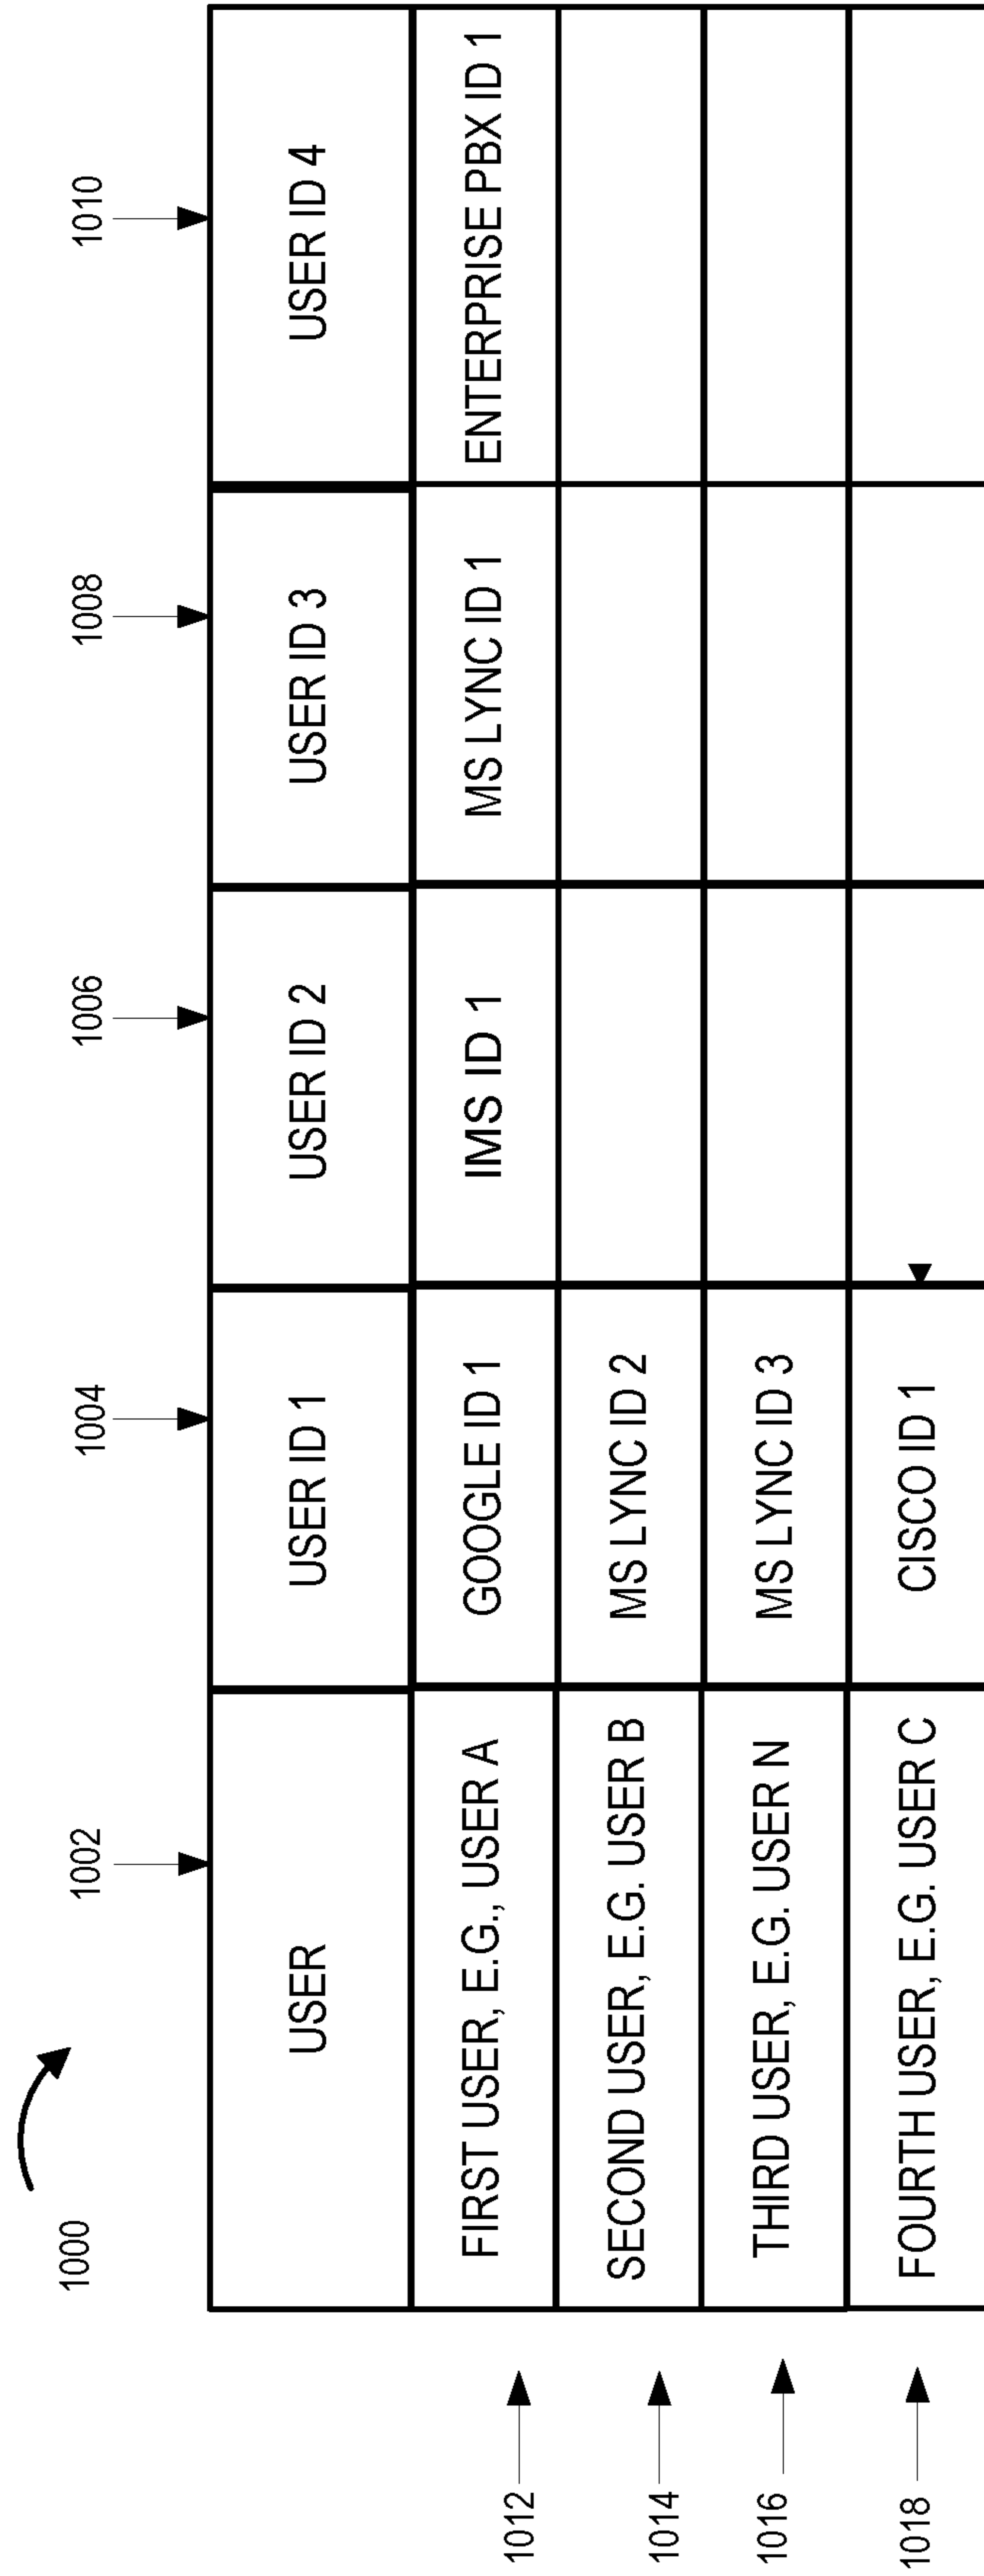 1000
1002
1004
1006
1008
1010
USER
USER ID 1
USER ID 2
USER ID 3
USER ID 4
1012
FIRST USER, E.G., USER A
GOOGLE ID 1
IMS ID 1
MS LYNC ID 1
ENTERPRISE PBX ID 1
1014
SECOND USER, E.G. USER B
MS LYNC ID 2
1016
THIRD USER, E.G. USER N
MS LYNC ID 3
1018
FOURTH USER, E.G. USER C
CISCO ID 1